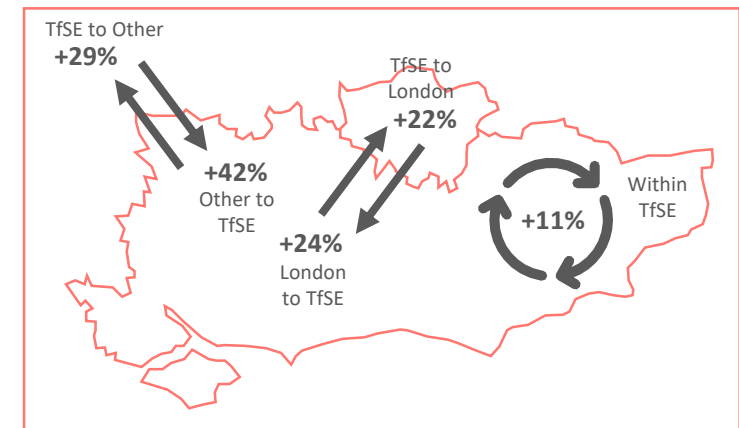 TfSE to Other
+29%
+42%
Other to
TfSE
TfSE to
London
+22%
+24%
London
to TfSE
Within
TfSE
+11%